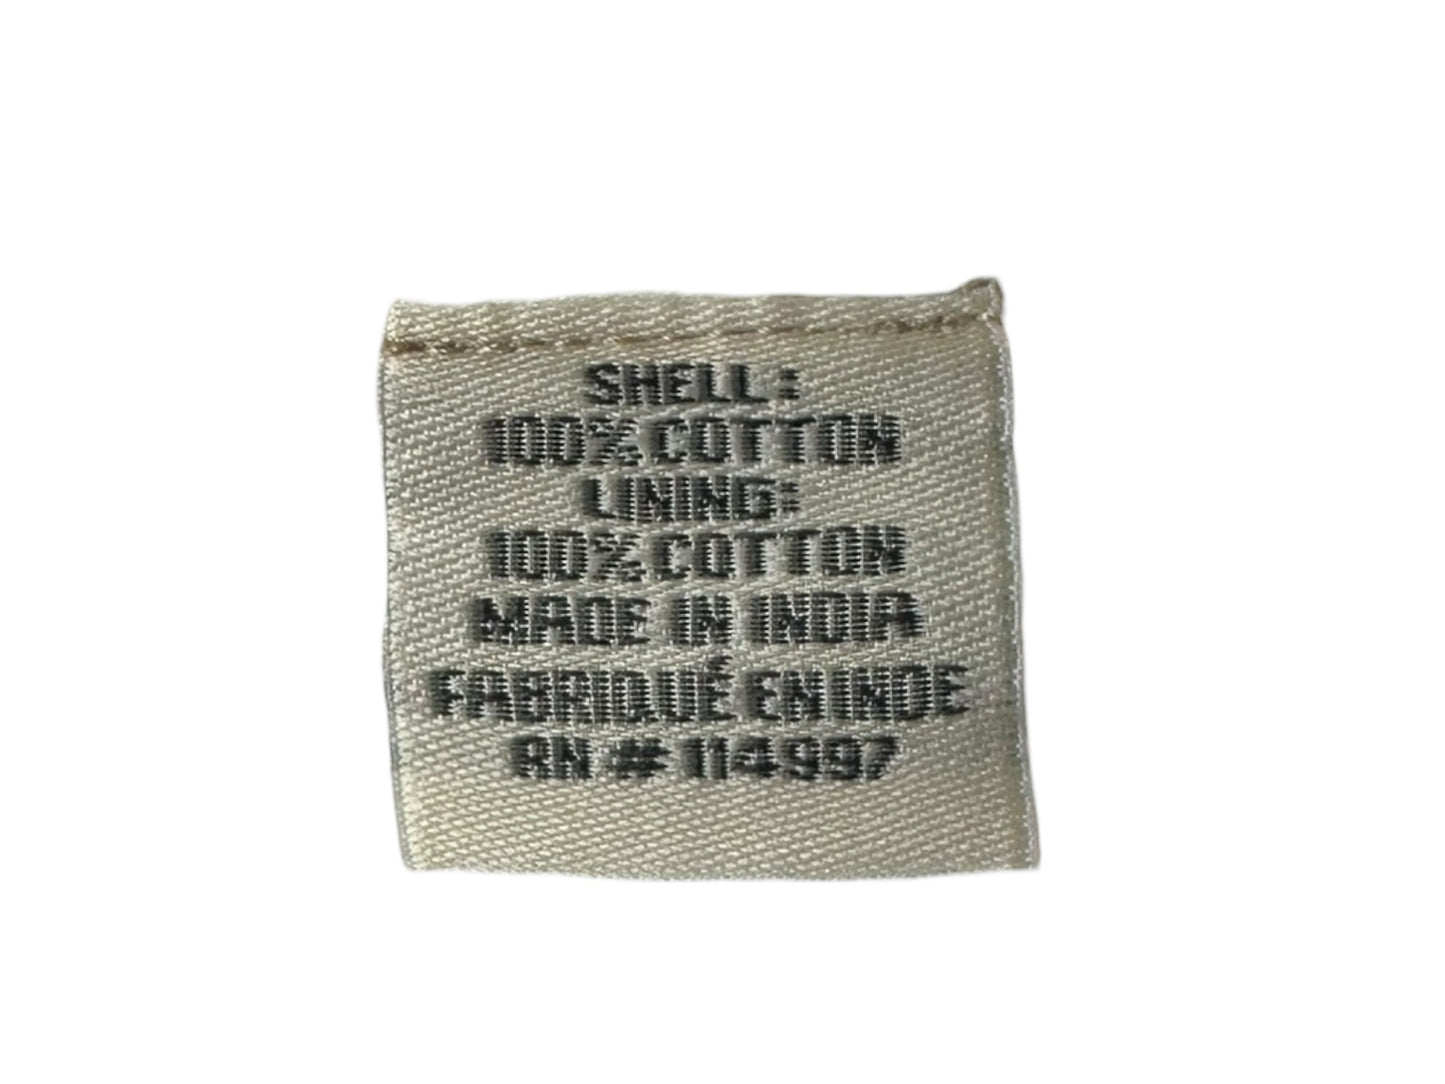 SHELL:
100% COTTON
LINING:
100% COTTON
MADE IN INDIA
FABRIQUÉ EN INDE
RN # 114997